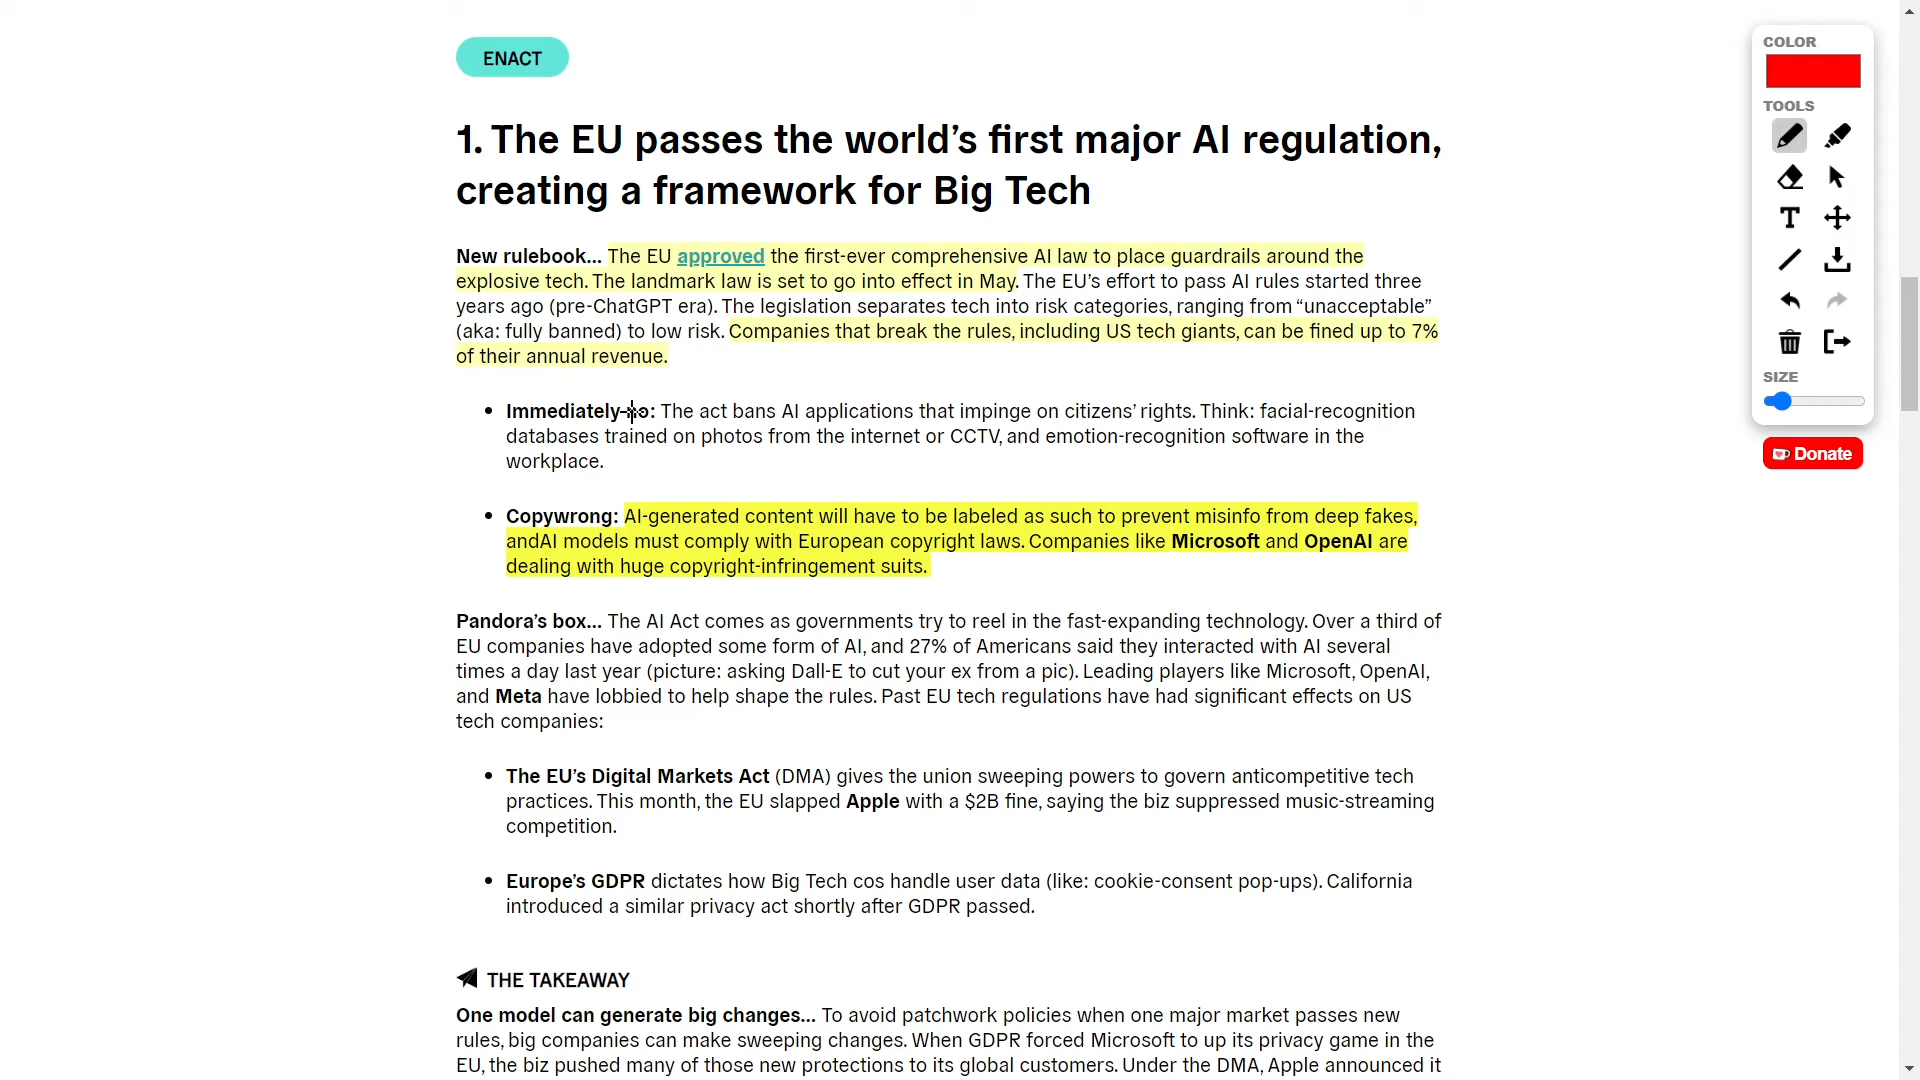 ENACT
1. The EU passes the world’s first major AI regulation,
creating a framework for Big Tech
New rulebook... The EU approved the first-ever comprehensive AI law to place guardrails around the
explosive tech. The landmark law is set to go into effect in May. The EU’s effort to pass AI rules started three
years ago (pre-ChatGPT era). The legislation separates tech into risk categories, ranging from “unacceptable”
(aka: fully banned) to low risk. Companies that break the rules, including US tech giants, can be fined up to 7%
of their annual revenue.
• Immediately The act bans AI applications that impinge on citizens’ rights. Think: facial-recognition
databases trained on photos from the internet or CCTV, and emotion-recognition software in the
workplace.
• Copywrong: AI-generated content will have to be labeled as such to prevent misinfo from deep fakes,
andAI models must comply with European copyright laws. Companies like Microsoft and OpenAI are
dealing with huge copyright-infringement suits.
Pandora’s box... The AI Act comes as governments try to reel in the fast-expanding technology. Over a third of
EU companies have adopted some form of AI, and 27% of Americans said they interacted with AI several
times a day last year (picture: asking Dall-E to cut your ex from a pic). Leading players like Microsoft, OpenAI,
and Meta have lobbied to help shape the rules. Past EU tech regulations have had significant effects on US
tech companies:
• The EU’s Digital Markets Act (DMA) gives the union sweeping powers to govern anticompetitive tech
practices. This month, the EU slapped Apple with a $2B fine, saying the biz suppressed music-streaming
competition.
• Europe’s GDPR dictates how Big Tech cos handle user data (like: cookie-consent pop-ups). California
introduced a similar privacy act shortly after GDPR passed.
THE TAKEAWAY
One model can generate big changes... To avoid patchwork policies when one major market passes new
rules, big companies can make sweeping changes. When GDPR forced Microsoft to up its privacy game in the
EU, the biz pushed many of those new protections to its global customers. Under the DMA, Apple announced it
COLOR
TOOLS
T
SIZE
Donate